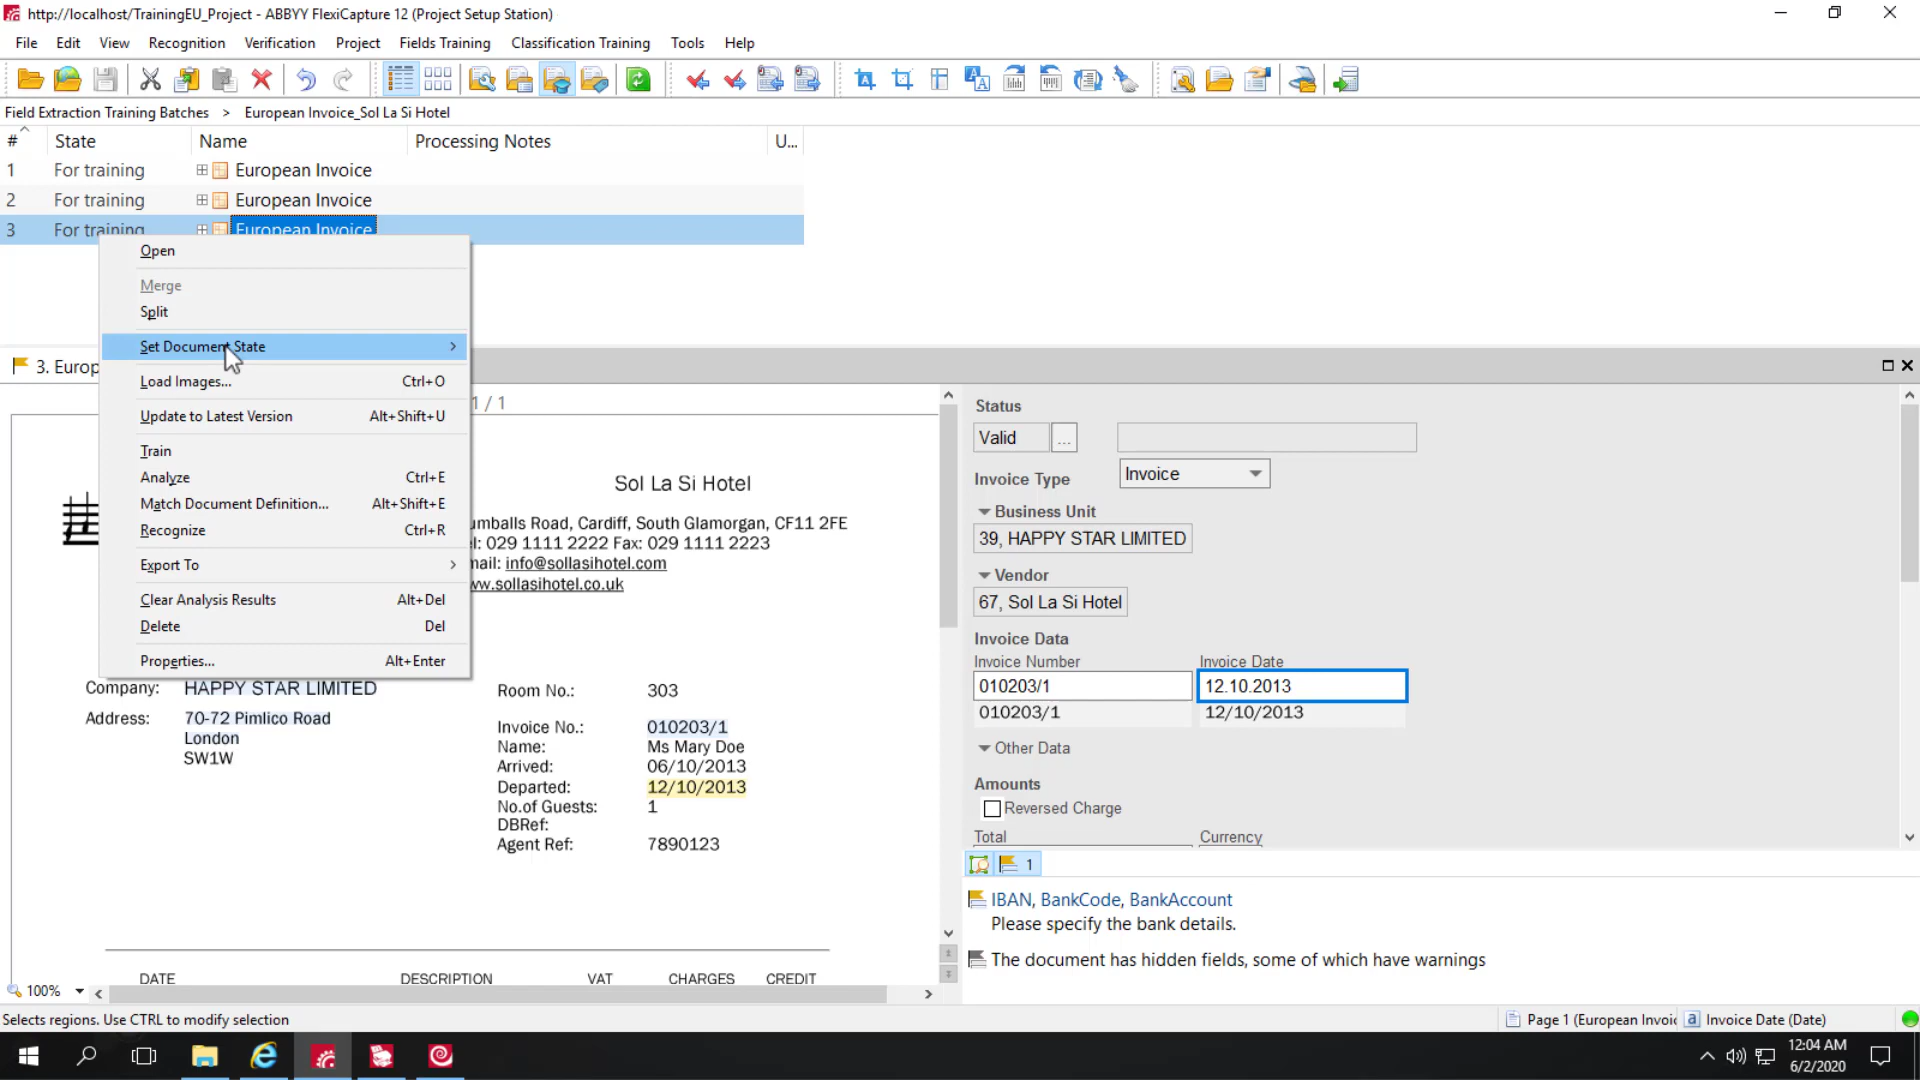 http://localhost/TrainingEU_Project - ABBYY FlexiCapture 12 (Project Setup Station)
File Edit View Recognition Verification Project Fields Training Classification Training Tools Help
Field Extraction Training Batches > European Invoice_Sol La Si Hotel
# State Name Processing Notes U...
1 For training European Invoice
2 For training European Invoice
3 For training European Invoice
Open
Merge
Split
Set Document State >
Load Images... Ctrl+O
Update to Latest Version Alt+Shift+U
Train
Analyze Ctrl+E
Match Document Definition... Alt+Shift+E
Recognize Ctrl+R
Export To >
Clear Analysis Results Alt+Del
Delete Del
Properties... Alt+Enter
3. Europ
1 / 1
Sol La Si Hotel
umballs Road, Cardiff, South Glamorgan, CF11 2FE
l: 029 1111 2222 Fax: 029 1111 2223
mail: info@sollasihotel.com
ww.sollasihotel.co.uk
Company: HAPPY STAR LIMITED
Address: 70-72 Pimlico Road
London
SW1W
Room No.: 303
Invoice No.: 010203/1
Name: Ms Mary Doe
Arrived: 06/10/2013
Departed: 12/10/2013
No.of Guests: 1
DBRef:
Agent Ref: 7890123
DATE DESCRIPTION VAT CHARGES CREDIT
100%
Status
Valid ...
Invoice Type Invoice
Business Unit
39, HAPPY STAR LIMITED
Vendor
67, Sol La Si Hotel
Invoice Data
Invoice Number Invoice Date
010203/1 12.10.2013
010203/1 12/10/2013
Other Data
Amounts
Reversed Charge
Total Currency
1
IBAN, BankCode, BankAccount
Please specify the bank details.
The document has hidden fields, some of which have warnings
Selects regions. Use CTRL to modify selection
Page 1 (European Invoic
a Invoice Date (Date)
12:04 AM
6/2/2020